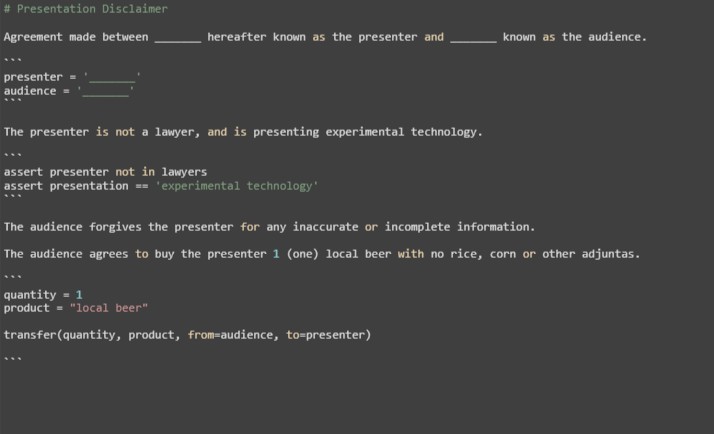 # Presentation Disclaimer
Agreement made between _______ hereafter known as the presenter and _______ known as the audience.
```
presenter = '_______'
audience = '_______'
```
The presenter is not a lawyer, and is presenting experimental technology.
```
assert presenter not in lawyers
assert presentation == 'experimental technology'
```
The audience forgives the presenter for any inaccurate or incomplete information.
The audience agrees to buy the presenter 1 (one) local beer with no rice, corn or other adjuntas.
```
quantity = 1
product = "local beer"
transfer(quantity, product, from=audience, to=presenter)
```